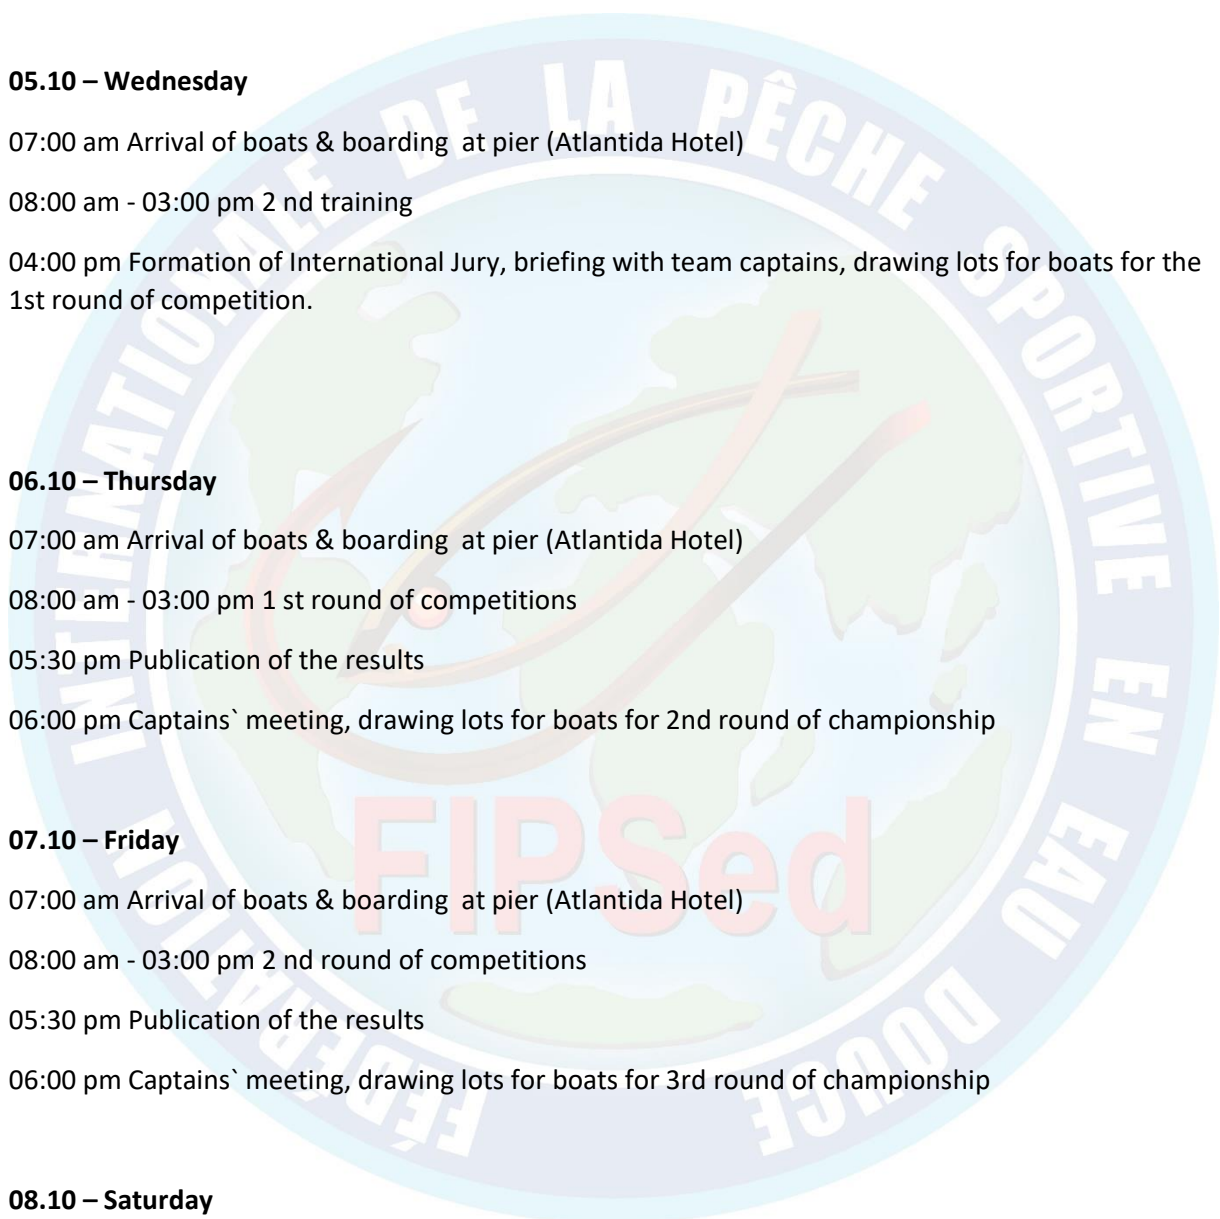 05.10 – Wednesday
07:00 am Arrival of boats & boarding  at pier (Atlantida Hotel)
08:00 am - 03:00 pm 2 nd training
04:00 pm Formation of International Jury, briefing with team captains, drawing lots for boats for the
1st round of competition.
06.10 – Thursday
07:00 am Arrival of boats & boarding  at pier (Atlantida Hotel)
08:00 am - 03:00 pm 1 st round of competitions
05:30 pm Publication of the results
06:00 pm Captains` meeting, drawing lots for boats for 2nd round of championship
07.10 – Friday
07:00 am Arrival of boats & boarding  at pier (Atlantida Hotel)
08:00 am - 03:00 pm 2 nd round of competitions
05:30 pm Publication of the results
06:00 pm Captains` meeting, drawing lots for boats for 3rd round of championship
08.10 – Saturday
FÉDÉRATION INTERNATIONALE DE LA PÊCHE SPORTIVE EN EAU DOUCE
FIPSed